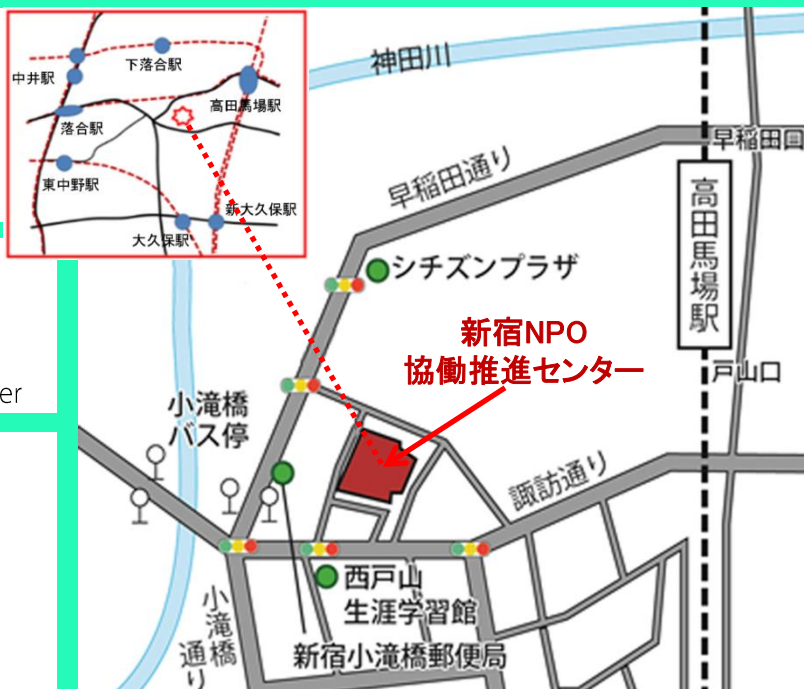 中井駅
下落合駅
高田馬場駅
落合駅
東中野駅
新大久保駅
大久保駅
神田川
早稲田通り
早稲田口
高田馬場駅
シチズンプラザ
新宿NPO
協働推進センター
戸山口
er
小滝橋
バス停
諏訪通り
西戸山
生涯学習館
小滝橋
通り
新宿小滝橋郵便局